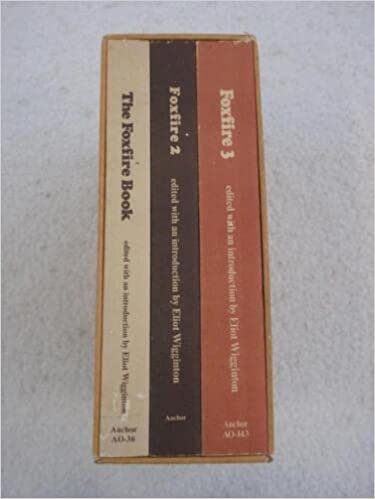 The Foxfire Book
edited with an introduction by Eliot Wigginton
Anchor
AO-36
Foxfire 2
edited with an introduction by Eliot Wigginton
Anchor
Foxfire 3
edited with an introduction by Eliot Wigginton
Anchor
AO-143